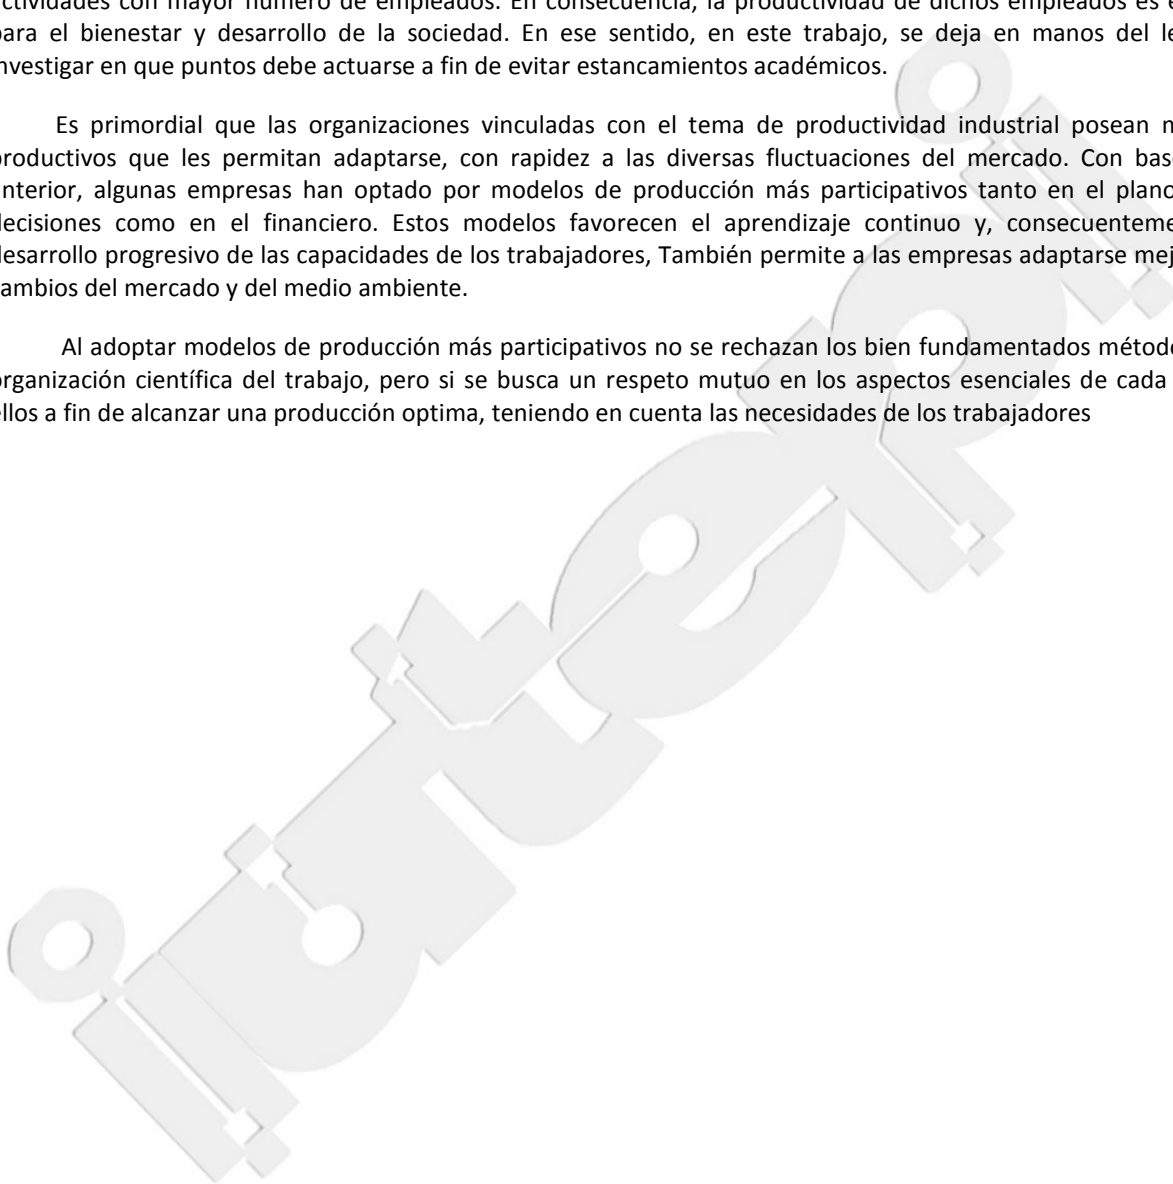 actividades con mayor número de empleados. En consecuencia, la productividad de dichos empleados es
para el bienestar y desarrollo de la sociedad. En ese sentido, en este trabajo, se deja en manos del
investigar en que puntos debe actuarse a fin de evitar estancamientos académicos.
Es primordial que las organizaciones vinculadas con el tema de productividad industrial posean
productivos que les permitan adaptarse, con rapidez a las diversas fluctuaciones del mercado. Con
anterior, algunas empresas han optado por modelos de producción más participativos tanto en el plano
decisiones como en el financiero. Estos modelos favorecen el aprendizaje continuo y,
desarrollo progresivo de las capacidades de los trabajadores, También permite a las empresas adaptarse
cambios del mercado y del medio ambiente.
Al adoptar modelos de producción más participativos no se rechazan los bien fundamentados
organización científica del trabajo, pero si se busca un respeto mutuo en los aspectos esenciales de cada
ellos a fin de alcanzar una producción optima, teniendo en cuenta las necesidades de los trabajadores